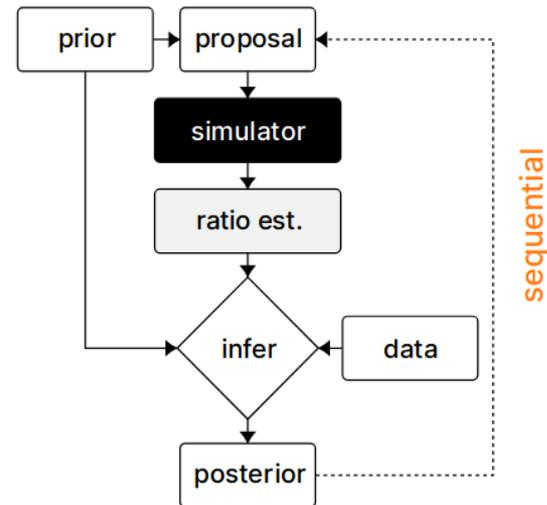 prior
proposal
simulator
ratio est.
infer
data
posterior
sequential